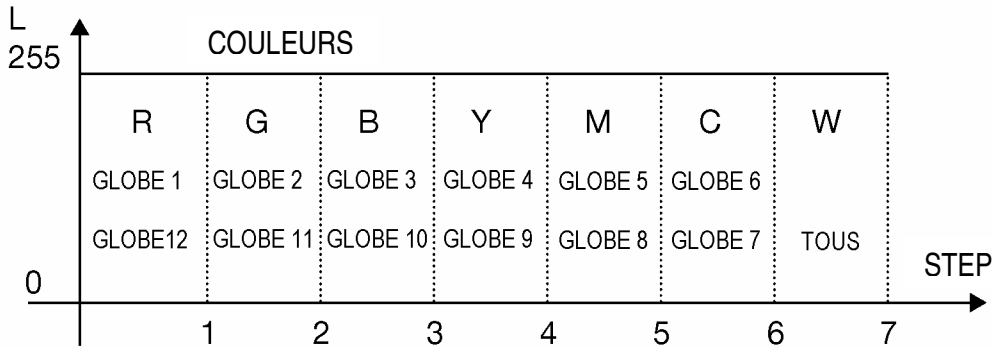 L
255
COULEURS
R G B Y M C W
GLOBE 1 GLOBE 2 GLOBE 3 GLOBE 4 GLOBE 5 GLOBE 6
GLOBE12 GLOBE 11 GLOBE 10 GLOBE 9 GLOBE 8 GLOBE 7 TOUS
STEP
0
1 2 3 4 5 6 7